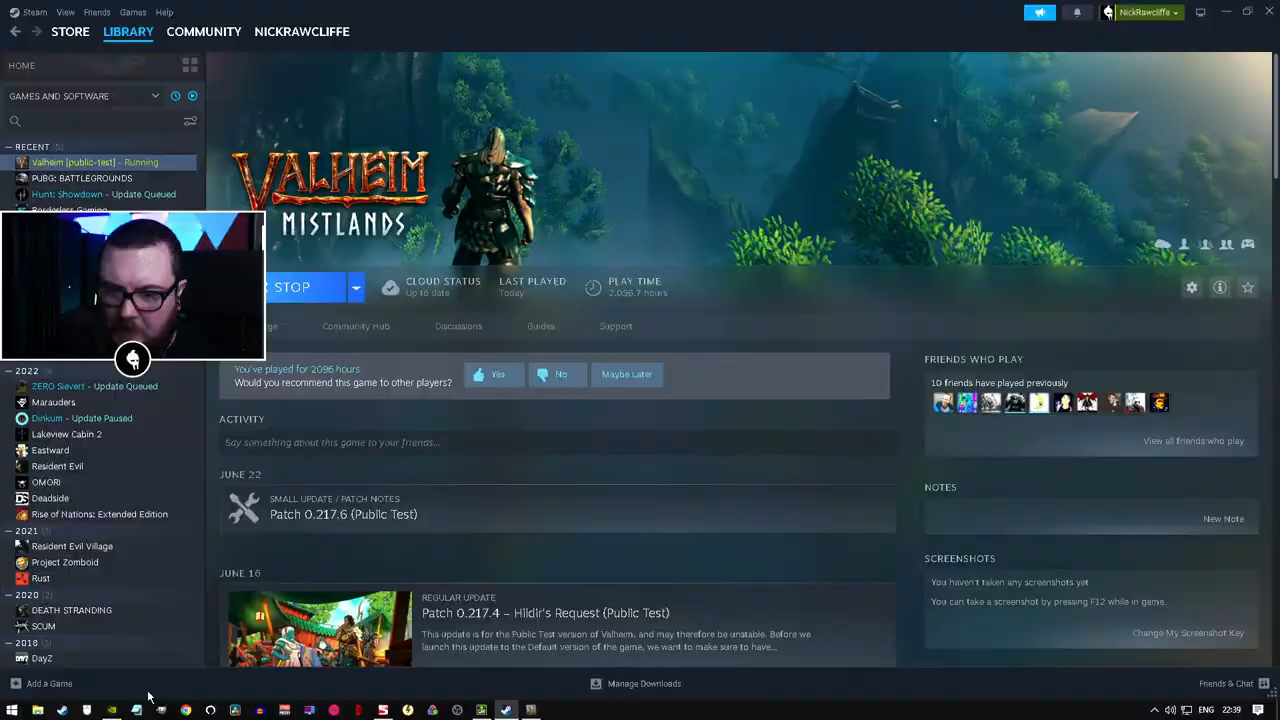 Steam View Friends Games Help
NickRawcliffe
STORE LIBRARY COMMUNITY NICKRAWCLIFFE
HOME
GAMES AND SOFTWARE
RECENT (5)
Valheim [public-test] - Running
PUBG: BATTLEGROUNDS
Hunt: Showdown - Update Queued
Borderless Gaming
VALHEIM
MISTLANDS
STOP
CLOUD STATUS
Up to date
LAST PLAYED
Today
PLAY TIME
2,096.7 hours
Community Hub Discussions Guides Support
You've played for 2096 hours
Would you recommend this game to other players?
Yes No Maybe Later
ACTIVITY
Say something about this game to your friends...
JUNE 22
SMALL UPDATE / PATCH NOTES
Patch 0.217.6 (Public Test)
JUNE 16
REGULAR UPDATE
Patch 0.217.4 – Hildir's Request (Public Test)
This update is for the Public Test version of Valheim, and may therefore be unstable. Before we
launch this update to the Default version of the game, we want to make sure to have...
FRIENDS WHO PLAY
10 friends have played previously
View all friends who play
NOTES
New Note
SCREENSHOTS
You haven't taken any screenshots yet
You can take a screenshot by pressing F12 while in game.
Change My Screenshot Key
2022
ZERO Sievert - Update Queued
Marauders
Dinkum - Update Paused
Lakeview Cabin 2
Eastward
Resident Evil
OMORI
Deadside
Rise of Nations: Extended Edition
2021
Resident Evil Village
Project Zomboid
Rust
2020
DEATH STRANDING
SCUM
2018
DayZ
Add a Game
Manage Downloads
Friends & Chat
ENG 22:39